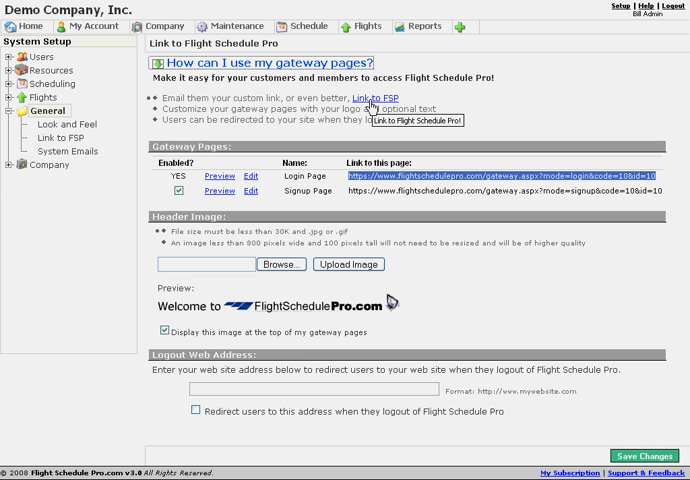 Demo Company, Inc.
Setup | Help | Logout
Bill Admin
Home My Account Company Maintenance Schedule Flights Reports
System Setup
Users
Resources
Scheduling
Flights
General
Look and Feel
Link to FSP
System Emails
Company
Link to Flight Schedule Pro
How can I use my gateway pages?
Make it easy for your customers and members to access Flight Schedule Pro!
Email them your custom link, or even better, Link to FSP
Customize your gateway pages with your logo and optional text
Users can be redirected to your site when they lo
Link to Flight Schedule Pro!
Gateway Pages:
Enabled? Name: Link to this page:
YES Preview Edit Login Page https://www.flightschedulepro.com/gateway.aspx?mode=login&code=10&id=10
Preview Edit Signup Page https://www.flightschedulepro.com/gateway.aspx?mode=signup&code=10&id=10
Header Image:
File size must be less than 30K and .jpg or .gif
An image less than 800 pixels wide and 100 pixels tall will not need to be resized and will be of higher quality
Browse... Upload Image
Preview:
Welcome to FlightSchedulePro.com
Display this image at the top of my gateway pages
Logout Web Address:
Enter your web site address below to redirect users to your web site when they logout of Flight Schedule Pro.
Format: http://www.mywebsite.com
Redirect users to this address when they logout of Flight Schedule Pro
Save Changes
© 2008 Flight Schedule Pro.com v3.0 All Rights Reserved.
My Subscription | Support & Feedback